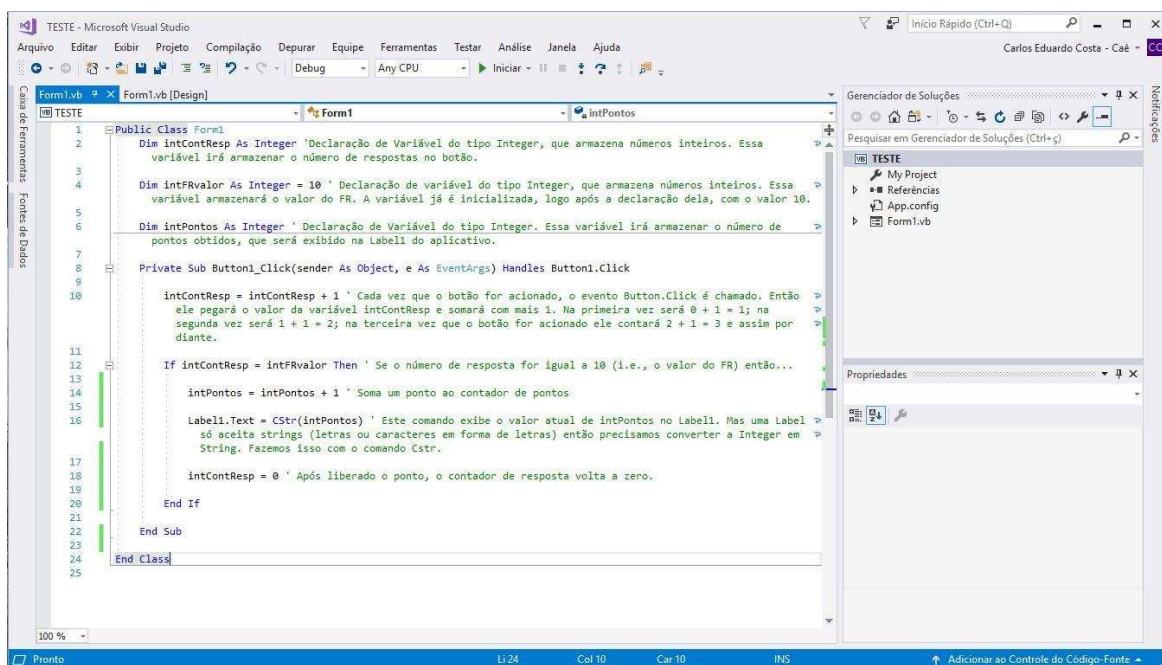 TESTE - Microsoft Visual Studio
Início Rápido (Ctrl+Q)
Arquivo Editar Exibir Projeto Compilação Depurar Equipe Ferramentas Testar Análise Janela Ajuda
Carlos Eduardo Costa - Caê CC
Debug Any CPU Iniciar
Caixa de Ferramentas Fontes de Dados
Form1.vb Form1.vb [Design]
VB TESTE Form1 intPontos
1 Public Class Form1
2 Dim intContResp As Integer 'Declaração de Variável do tipo Integer, que armazena números inteiros. Essa
variável irá armazenar o número de respostas no botão.
3
4 Dim intFRvalor As Integer = 10 ' Declaração de variável do tipo Integer, que armazena números inteiros. Essa
variável armazenará o valor do FR. A variável já é inicializada, logo após a declaração dela, com o valor 10.
5
6 Dim intPontos As Integer ' Declaração de Variável do tipo Integer. Essa variável irá armazenar o número de
pontos obtidos, que será exibido na Label1 do aplicativo.
7
8 Private Sub Button1_Click(sender As Object, e As EventArgs) Handles Button1.Click
9
10 intContResp = intContResp + 1 ' Cada vez que o botão for acionado, o evento Button.Click é chamado. Então
ele pegará o valor da variável intContResp e somará com mais 1. Na primeira vez será 0 + 1 = 1; na
segunda vez será 1 + 1 = 2; na terceira vez que o botão for acionado ele contará 2 + 1 = 3 e assim por
diante.
11
12 If intContResp = intFRvalor Then ' Se o número de resposta for igual a 10 (i.e., o valor do FR) então...
13
14 intPontos = intPontos + 1 ' Soma um ponto ao contador de pontos
15
16 Label1.Text = CStr(intPontos) ' Este comando exibe o valor atual de intPontos no Label1. Mas uma Label
só aceita strings (letras ou caracteres em forma de letras) então precisamos converter a Integer em
String. Fazemos isso com o comando Cstr.
17
18 intContResp = 0 ' Após liberado o ponto, o contador de resposta volta a zero.
19
20 End If
21
22 End Sub
23
24 End Class
25
100 %
Gerenciador de Soluções
Pesquisar em Gerenciador de Soluções (Ctrl+ç)
VB TESTE
My Project
Referências
App.config
Form1.vb
Propriedades
Notificações
Pronto Li 24 Col 10 Car 10 INS Adicionar ao Controle do Código-Fonte